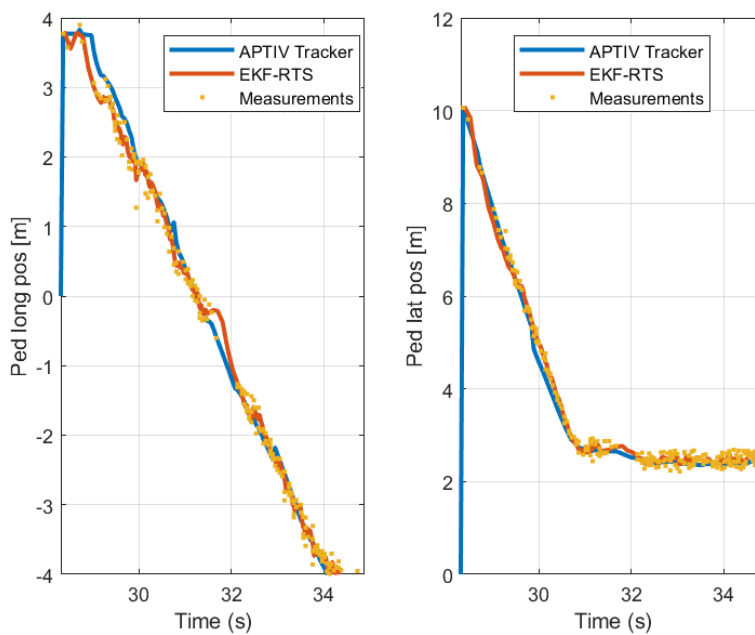 4
3
2
1
0
-1
-2
-3
-4
Ped long pos [m]
30
32
34
Time (s)
APTIV Tracker
EKF-RTS
Measurements
12
10
8
6
4
2
0
Ped lat pos [m]
30
32
34
Time (s)
APTIV Tracker
EKF-RTS
Measurements